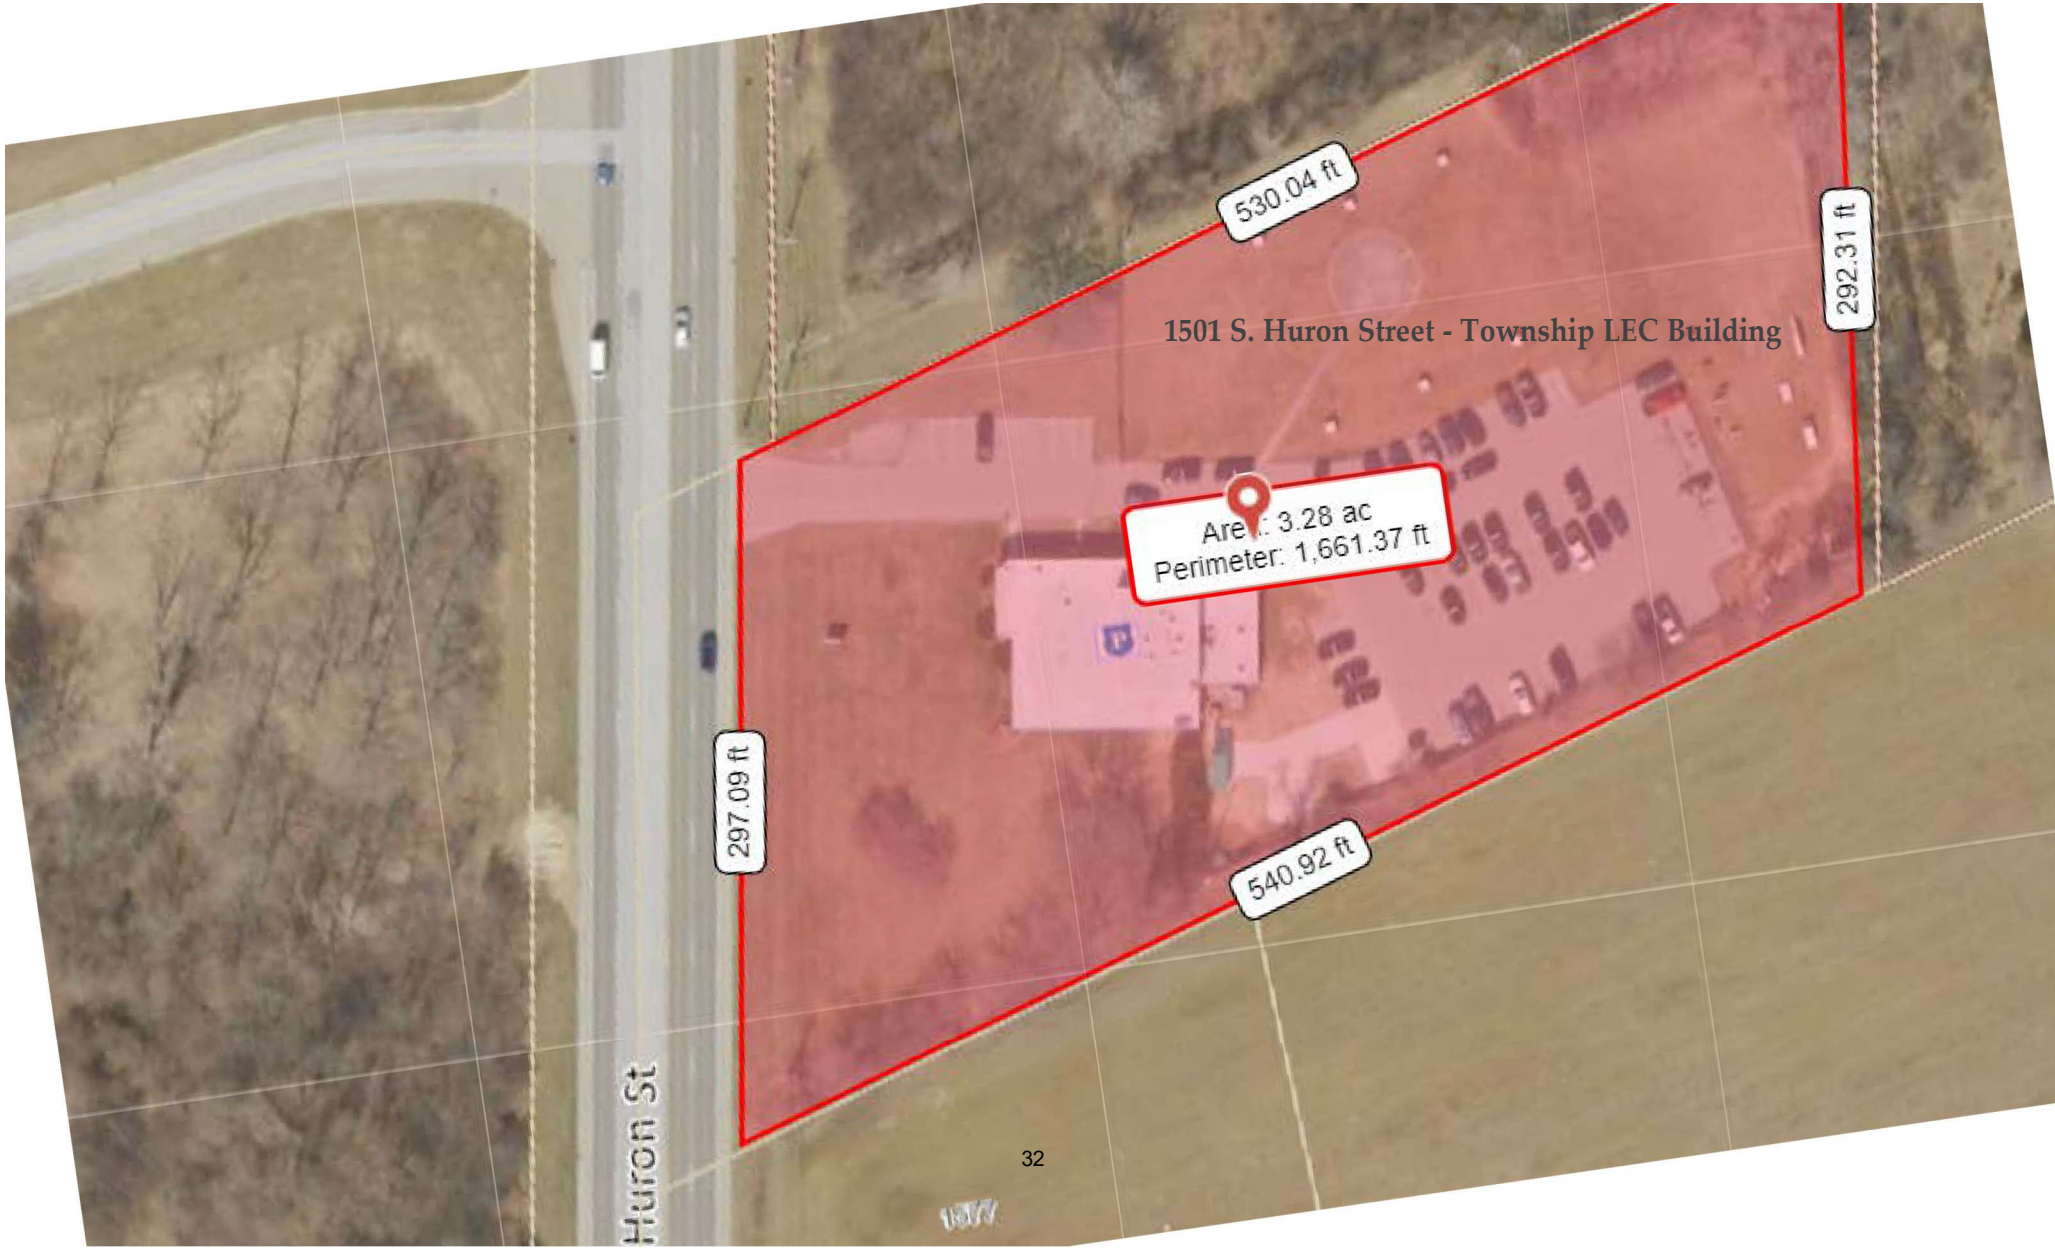 530.04 ft
292.31 ft
1501 S. Huron Street - Township LEC Building
Area: 3.28 ac
Perimeter: 1,661.37 ft
P
297.09 ft
540.92 ft
Huron St
32